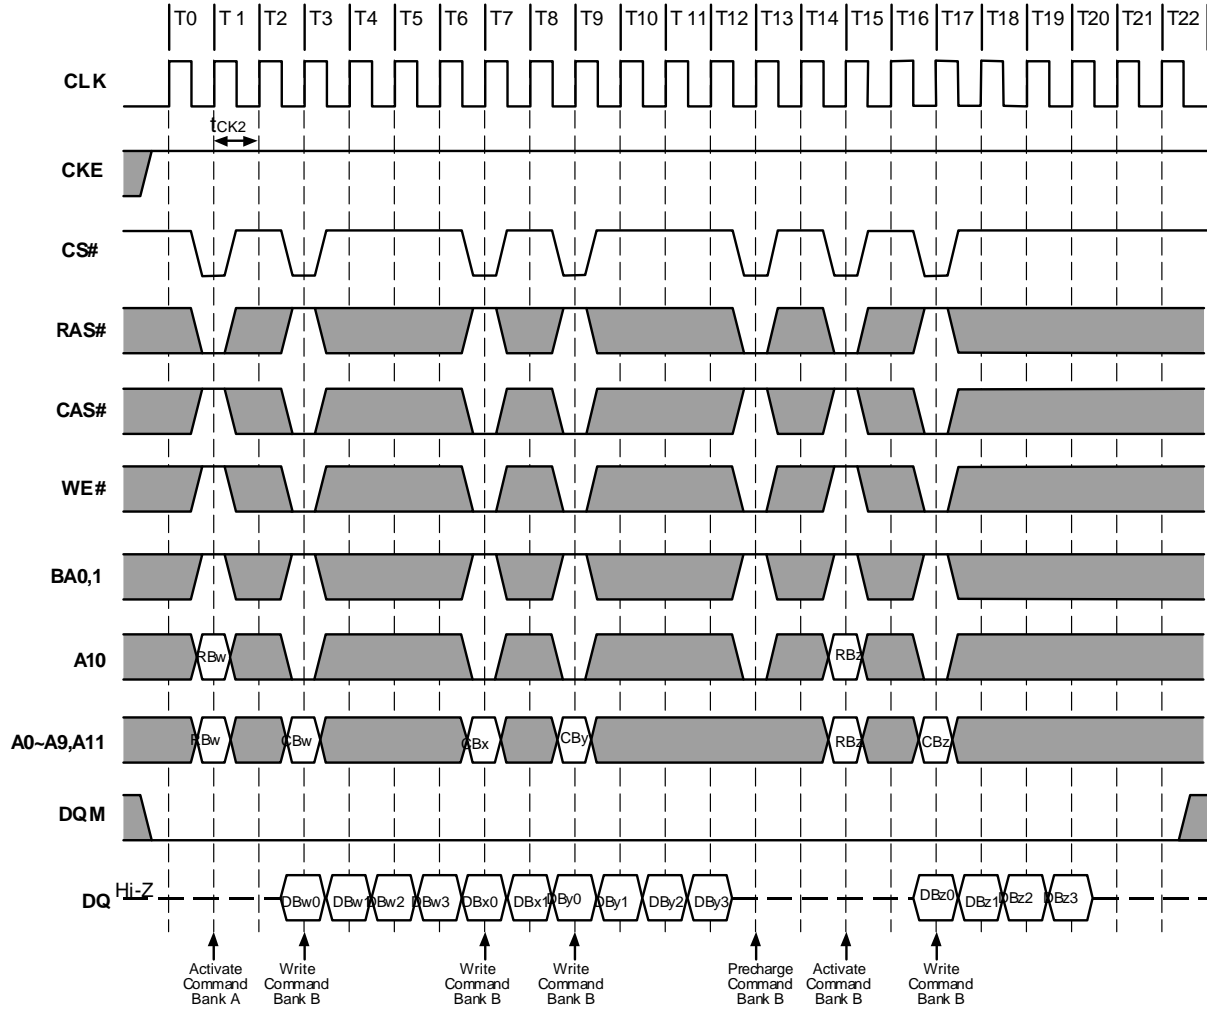 T0 T 1 T2 T3 T4 T5 T6 T7 T8 T9 T10 T 11 T12 T13 T14 T15 T16 T17 T18 T19 T20 T21 T22
CLK
tCK2
CKE
CS#
RAS#
CAS#
WE#
BA0,1
A10 RBw RBz
A0~A9,A11 RBw CBw CBx CBy RBz CBz
DQM
DQ Hi-Z DBw0 DBw1 DBw2 DBw3 DBx0 DBx1 DBy0 DBy1 DBy2 DBy3 DBz0 DBz1 DBz2 DBz3
Activate
Command
Bank A
Write
Command
Bank B
Write
Command
Bank B
Write
Command
Bank B
Precharge
Command
Bank B
Activate
Command
Bank B
Write
Command
Bank B